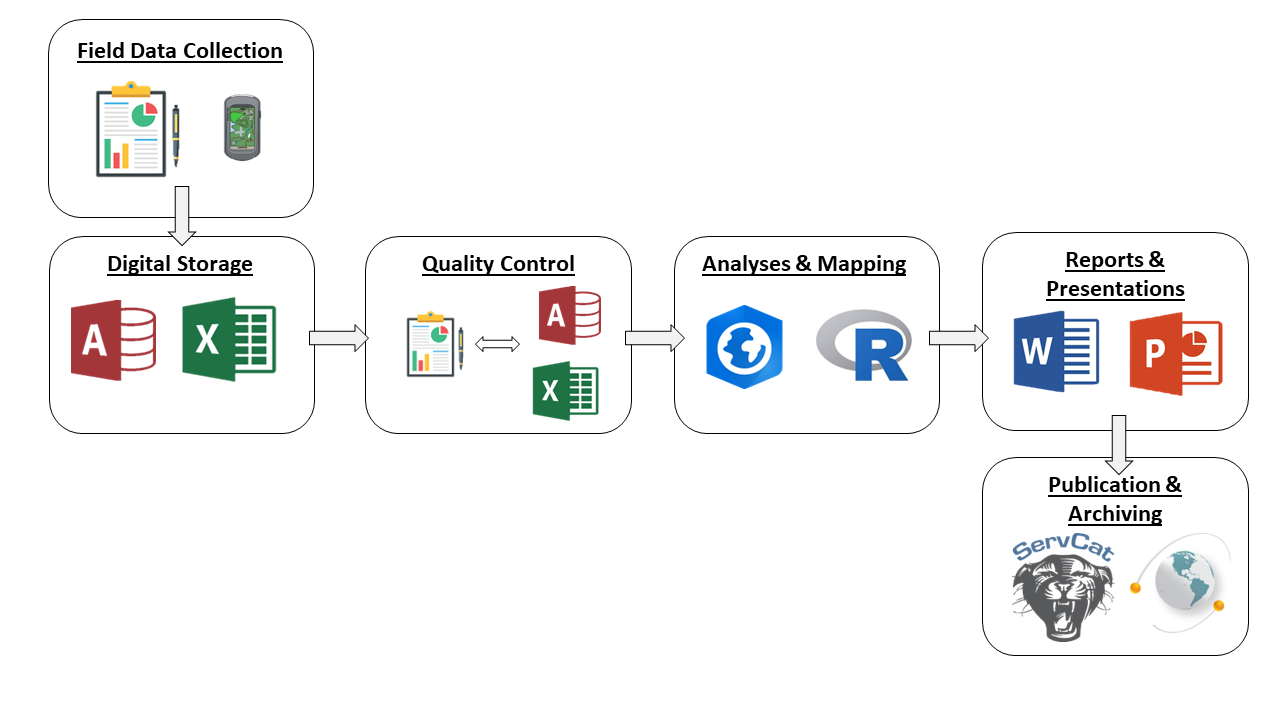 Field Data Collection
Digital Storage
A
X
Quality Control
A
X
Analyses & Mapping
R
Reports &
Presentations
W
P
Publication &
Archiving
ServCat